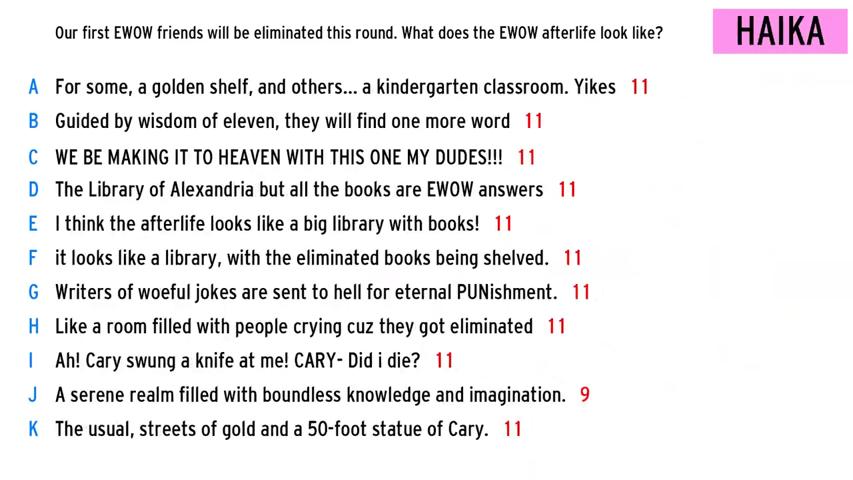 Our first EWOW friends will be eliminated this round. What does the EWOW afterlife look like?
HAIKA
A For some, a golden shelf, and others... a kindergarten classroom. Yikes 11
B Guided by wisdom of eleven, they will find one more word 11
C WE BE MAKING IT TO HEAVEN WITH THIS ONE MY DUDES!!! 11
D The Library of Alexandria but all the books are EWOW answers 11
E I think the afterlife looks like a big library with books! 11
F it looks like a library, with the eliminated books being shelved. 11
G Writers of woeful jokes are sent to hell for eternal PUNishment. 11
H Like a room filled with people crying cuz they got eliminated 11
I Ah! Cary swung a knife at me! CARY- Did i die? 11
J A serene realm filled with boundless knowledge and imagination. 9
K The usual, streets of gold and a 50-foot statue of Cary. 11